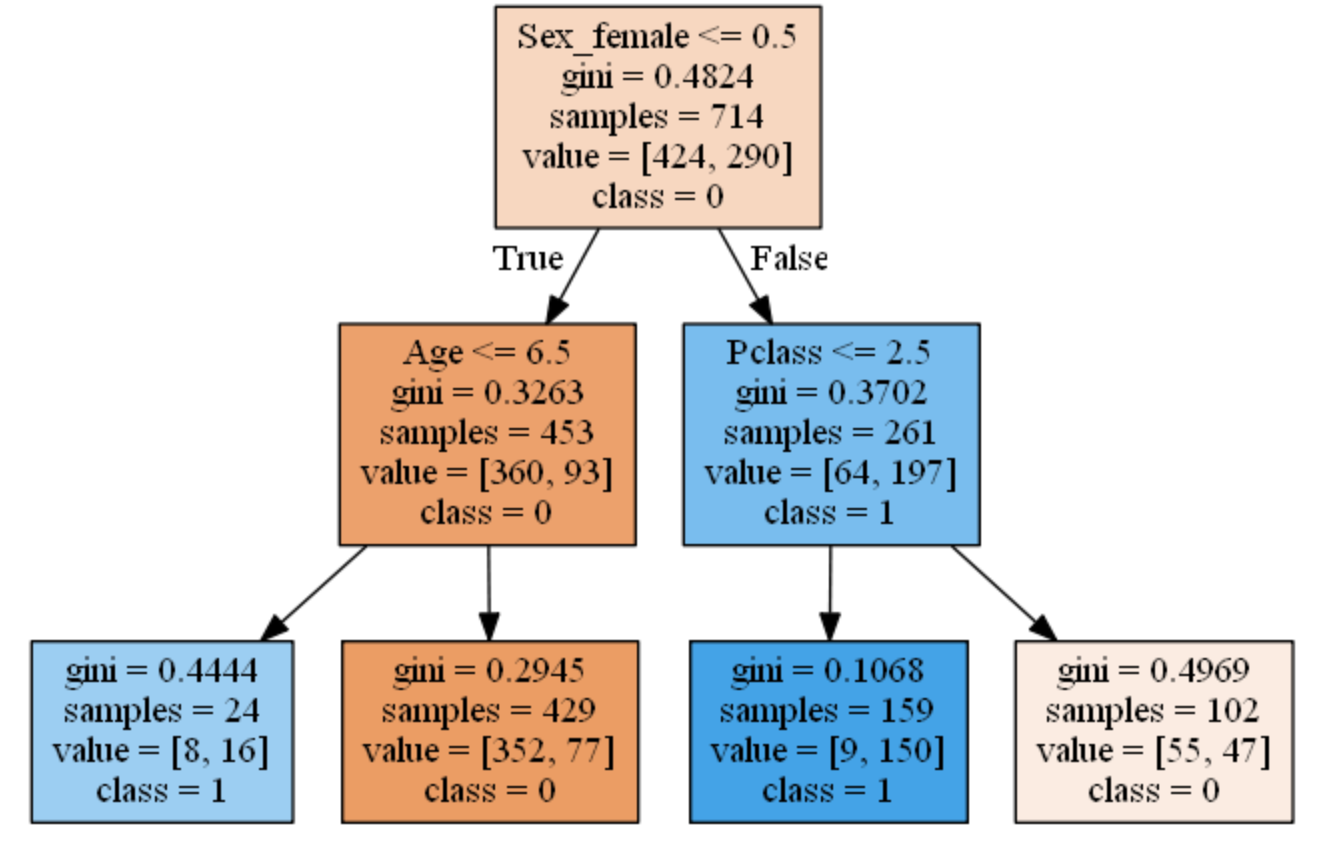 Sex_female <= 0.5
gini = 0.4824
samples = 714
value = [424, 290]
class = 0
True
False
Age <= 6.5
gini = 0.3263
samples = 453
value = [360, 93]
class = 0
Pclass <= 2.5
gini = 0.3702
samples = 261
value = [64, 197]
class = 1
gini = 0.4444
samples = 24
value = [8, 16]
class = 1
gini = 0.2945
samples = 429
value = [352, 77]
class = 0
gini = 0.1068
samples = 159
value = [9, 150]
class = 1
gini = 0.4969
samples = 102
value = [55, 47]
class = 0